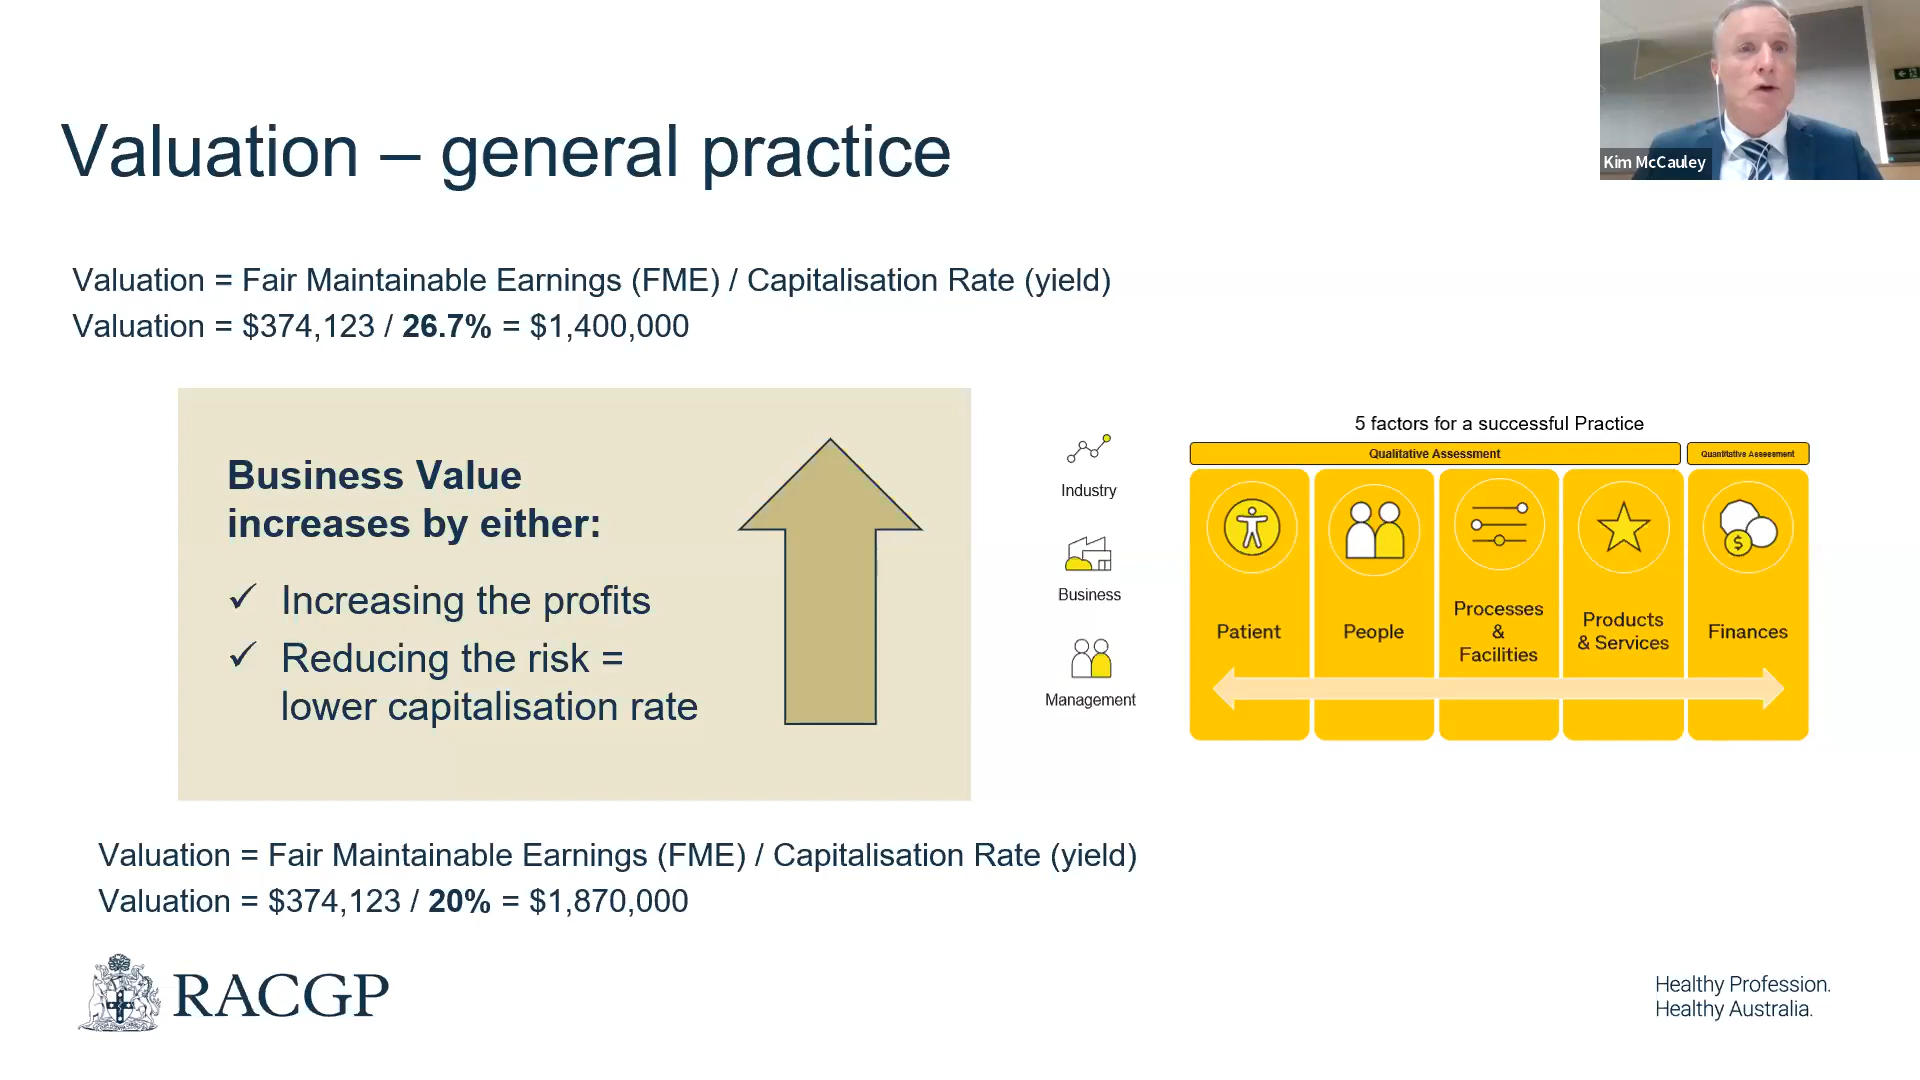 Valuation – general practice
Kim McCauley
Valuation = Fair Maintainable Earnings (FME) / Capitalisation Rate (yield)
Valuation = $374,123 / 26.7% = $1,400,000
Business Value
increases by either:
✓ Increasing the profits
✓ Reducing the risk =
lower capitalisation rate
Industry
Business
Management
5 factors for a successful Practice
Qualitative Assessment
Quantitative Assessment
Patient
People
Processes
&
Facilities
Products
& Services
Finances
$
Valuation = Fair Maintainable Earnings (FME) / Capitalisation Rate (yield)
Valuation = $374,123 / 20% = $1,870,000
RACGP
Healthy Profession.
Healthy Australia.